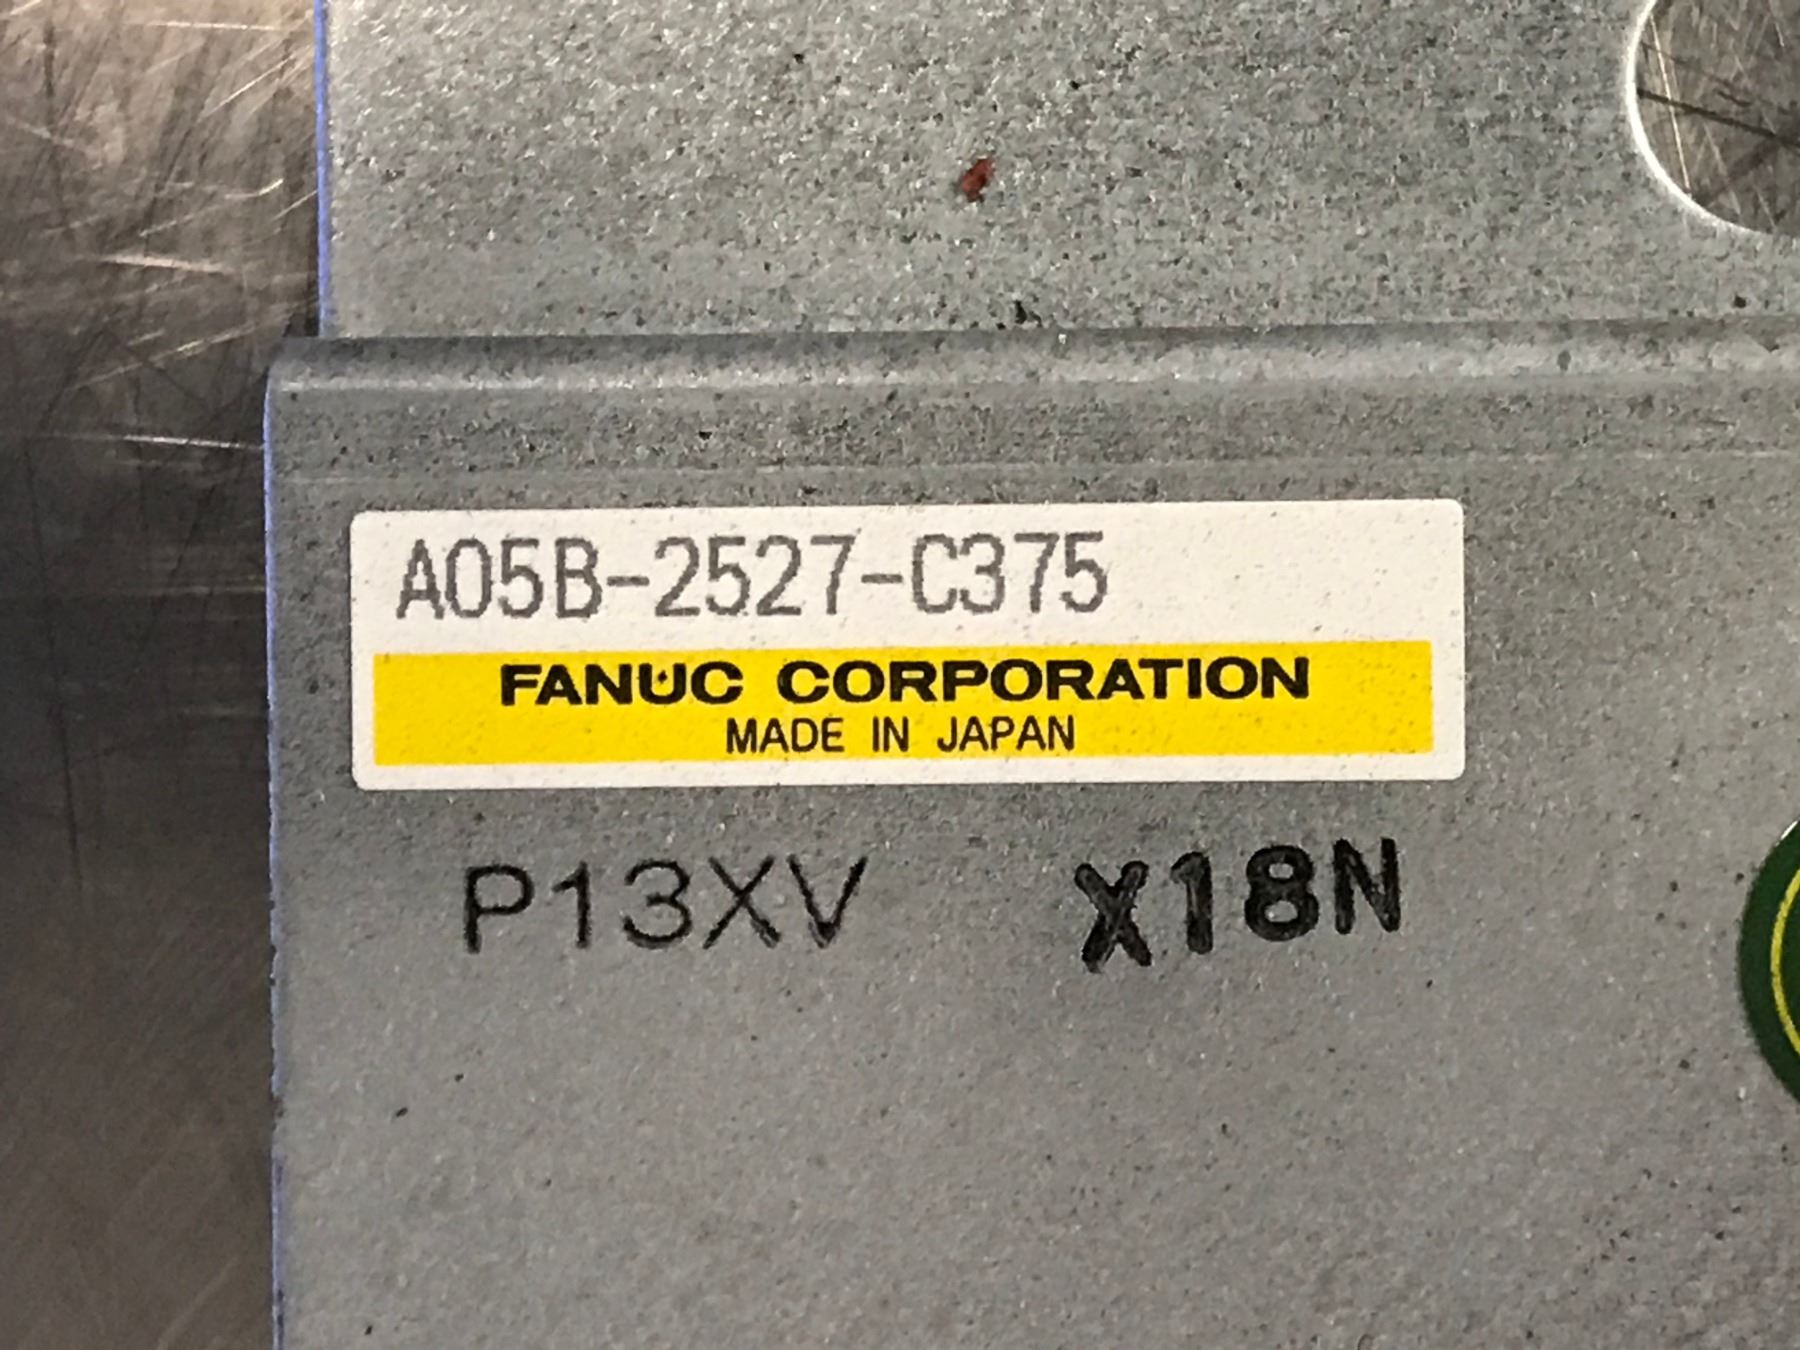 A05B-2527-C375
FANUC CORPORATION
MADE IN JAPAN
P13XV X18N